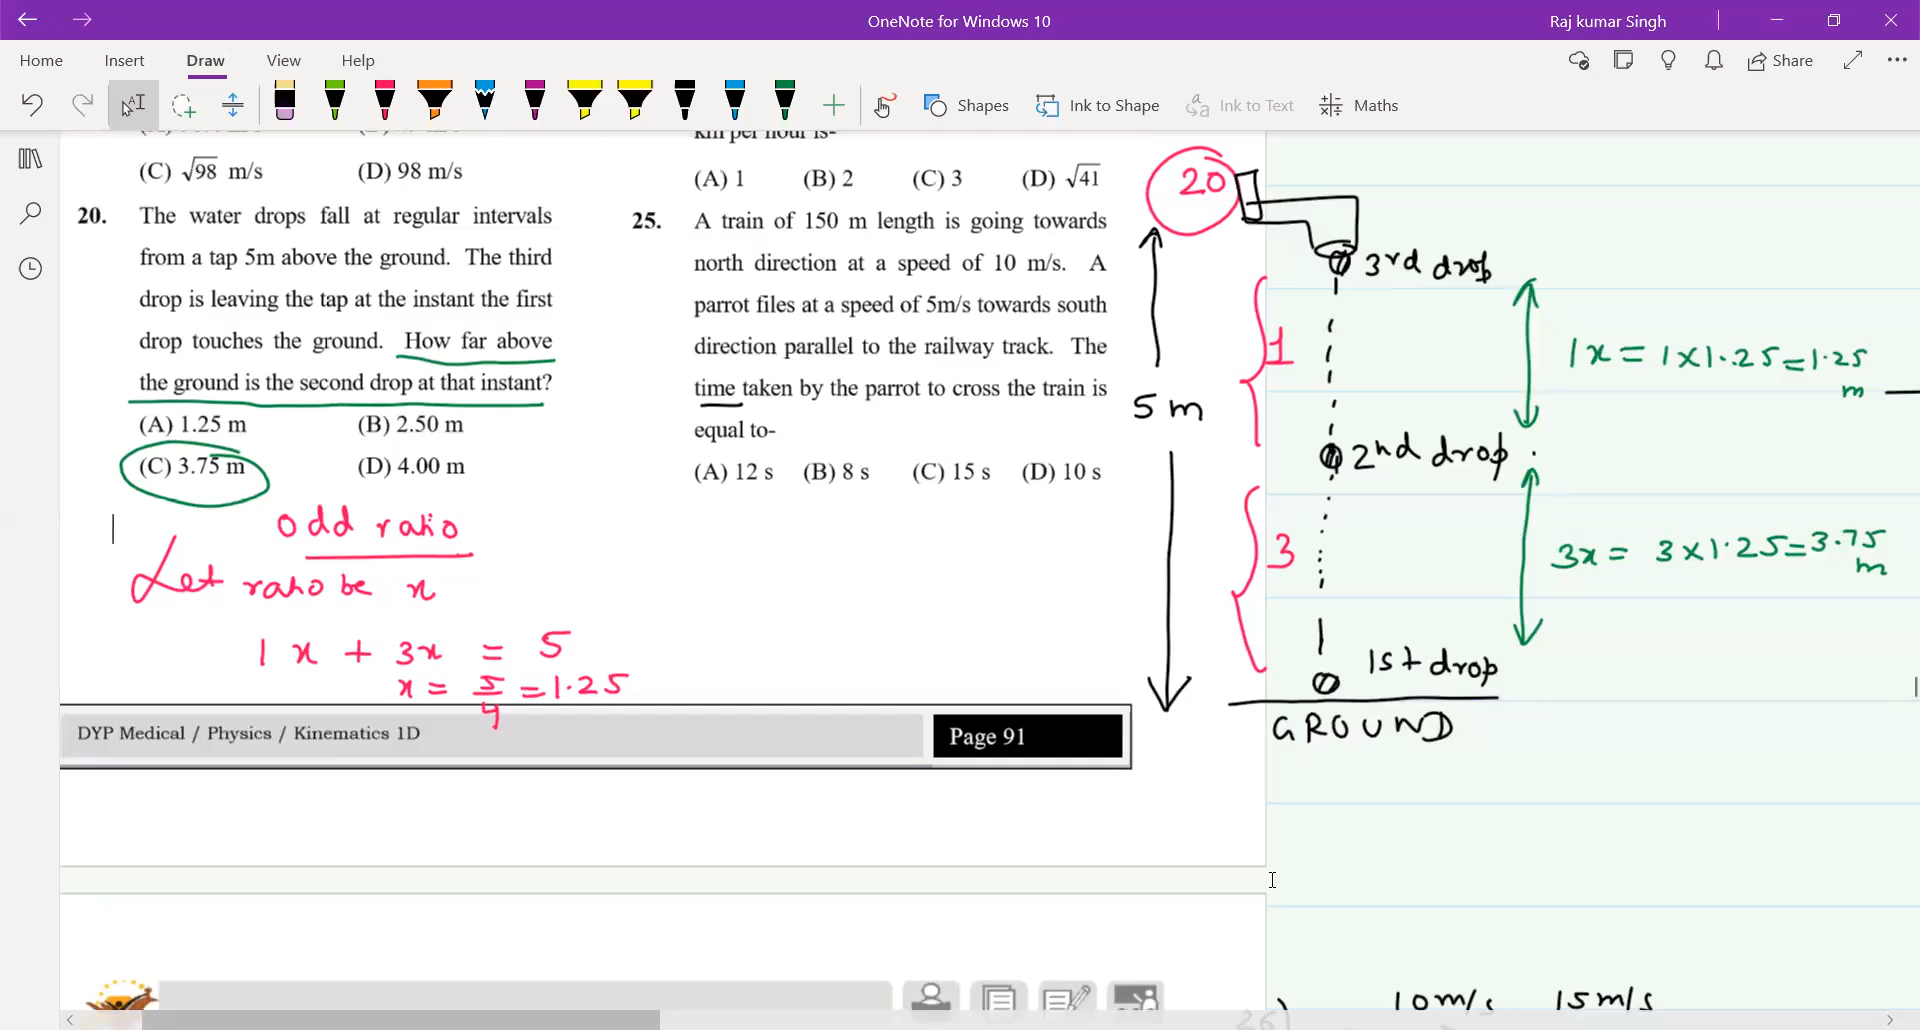 OneNote for Windows 10
Raj kumar Singh
Home Insert Draw View Help
Share
Shapes Ink to Shape Ink to Text Maths
km per hour is-
(C) √98 m/s (D) 98 m/s
20. The water drops fall at regular intervals
from a tap 5m above the ground. The third
drop is leaving the tap at the instant the first
drop touches the ground. How far above
the ground is the second drop at that instant?
(A) 1.25 m (B) 2.50 m
(C) 3.75 m (D) 4.00 m
Odd ratio
Let ratio be x
1x + 3x = 5
x = 5/4 = 1.25
(A) 1 (B) 2 (C) 3 (D) √41
25. A train of 150 m length is going towards
north direction at a speed of 10 m/s. A
parrot files at a speed of 5m/s towards south
direction parallel to the railway track. The
time taken by the parrot to cross the train is
equal to-
(A) 12 s (B) 8 s (C) 15 s (D) 10 s
20
3rd drop
1
1x = 1×1.25=1.25
m
5 m
2nd drop
3
3x = 3×1.25=3.75
m
1st drop
GROUND
DYP Medical / Physics / Kinematics 1D
Page 91
10m/s 15m/s